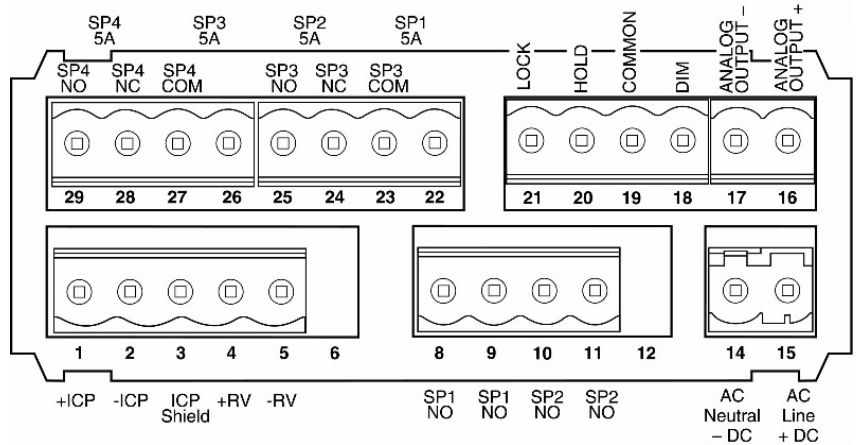 SP4 SP3 SP2 SP1
5A 5A 5A 5A
SP4 SP4 SP4 SP3 SP3 SP3
NO NC COM NO NC COM
LOCK
HOLD
COMMON
DIM
ANALOG
OUTPUT –
ANALOG
OUTPUT +
29 28 27 26 25 24 23 22 21 20 19 18 17 16
1 2 3 4 5 6 8 9 10 11 12 14 15
+ICP -ICP ICP +RV -RV
Shield
SP1 SP1 SP2 SP2
NO NO NO NO
AC AC
Neutral Line
– DC + DC